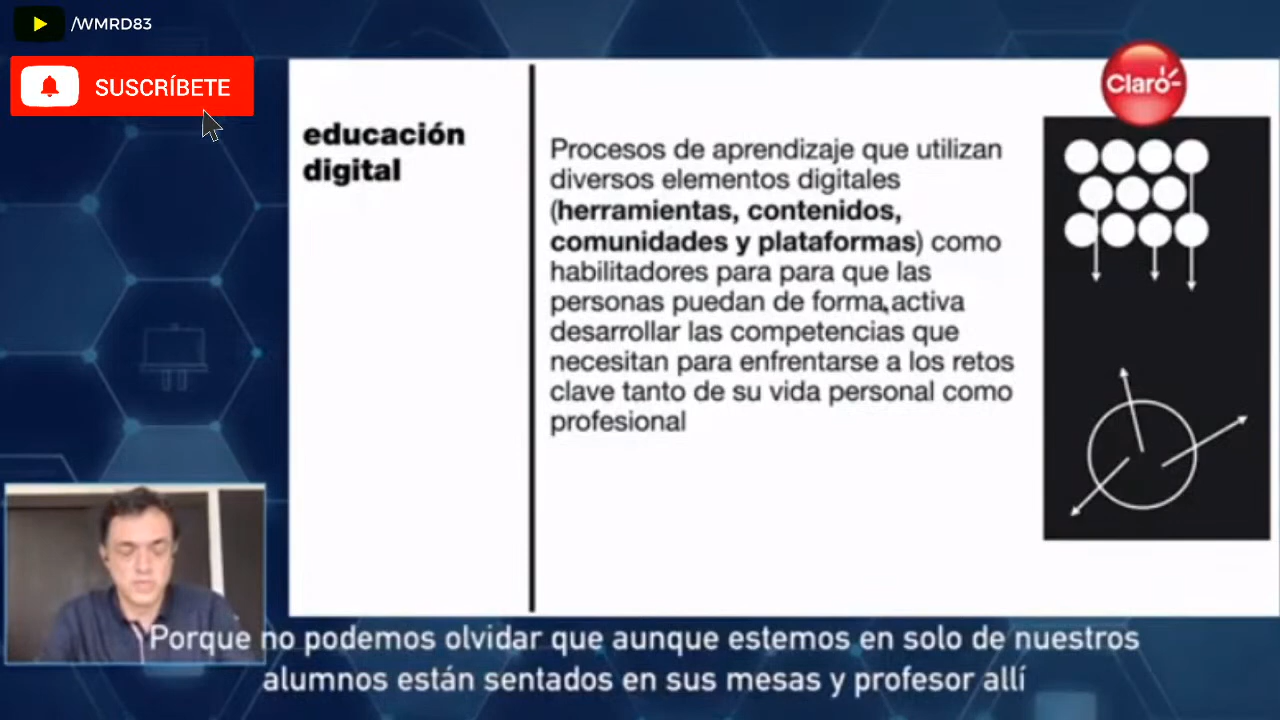 /WMRD83
SUSCRÍBETE
Claro
educación
digital
Procesos de aprendizaje que utilizan
diversos elementos digitales
(herramientas, contenidos,
comunidades y plataformas) como
habilitadores para para que las
personas puedan de forma activa
desarrollar las competencias que
necesitan para enfrentarse a los retos
clave tanto de su vida personal como
profesional
Porque no podemos olvidar que aunque estemos en solo de nuestros
alumnos están sentados en sus mesas y profesor allí